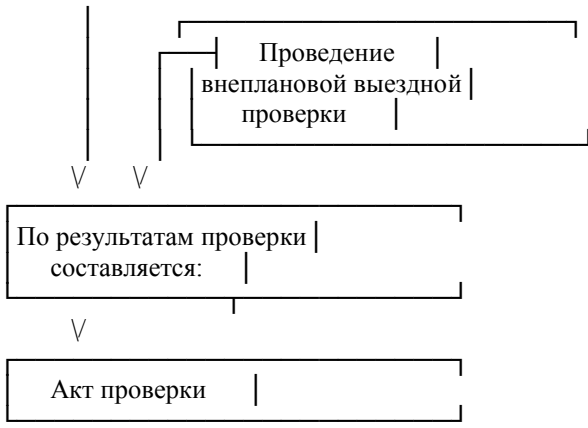 Проведение
внеплановой выездной
проверки
По результатам проверки
составляется:
Акт проверки